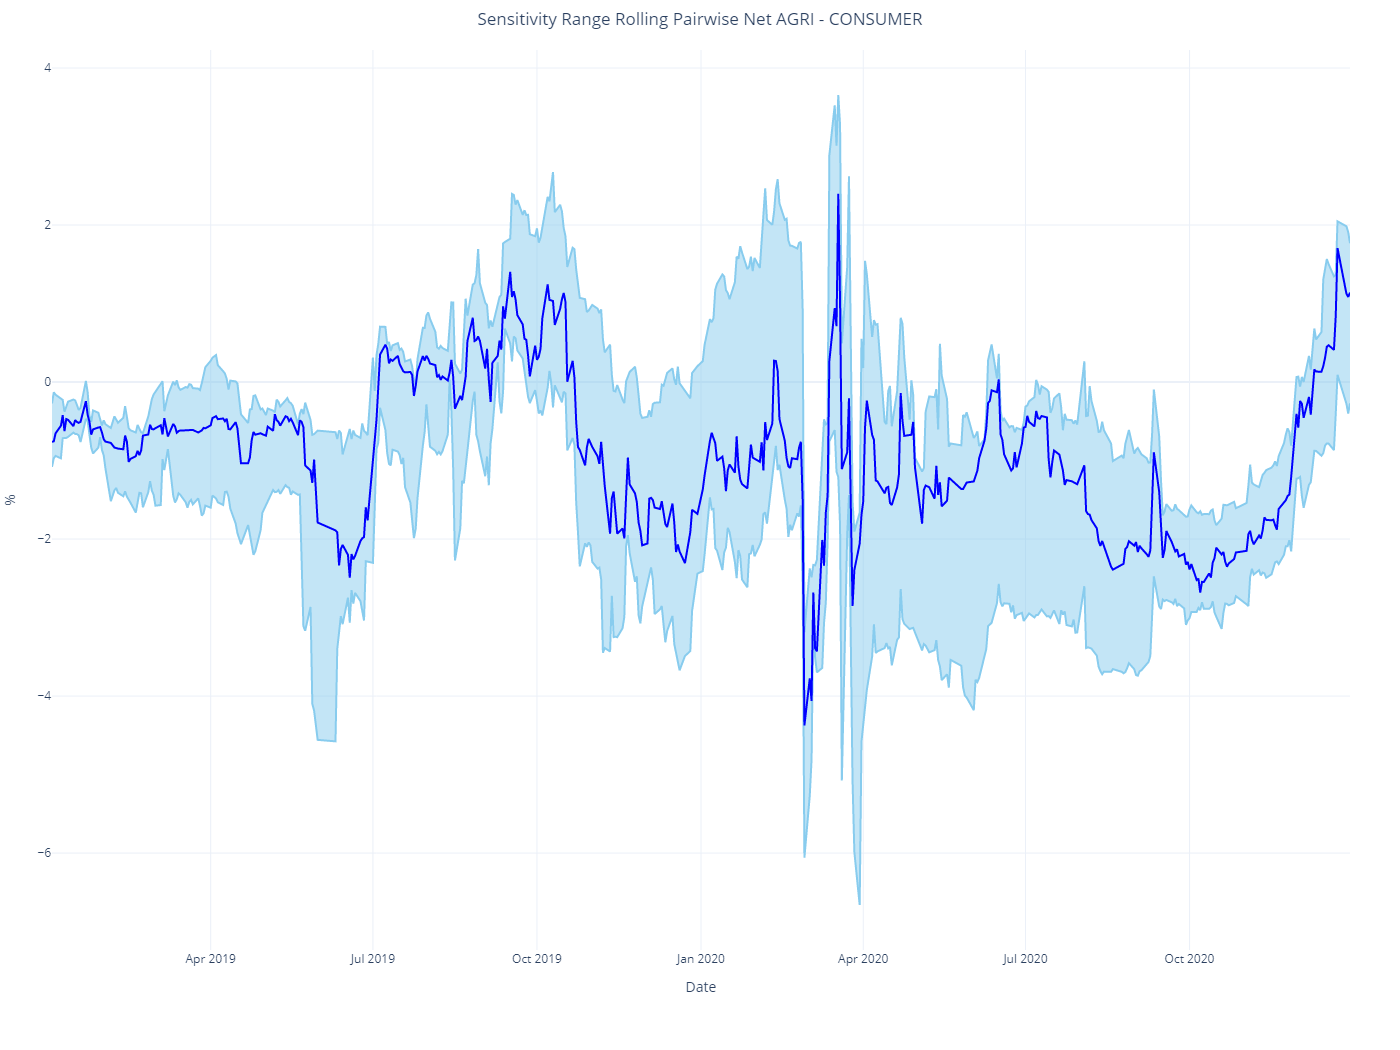 Sensitivity Range Rolling Pairwise Net AGRI - CONSUMER
4
2
0
−2
−4
−6
%
Apr 2019
Jul 2019
Oct 2019
Jan 2020
Apr 2020
Jul 2020
Oct 2020
Date